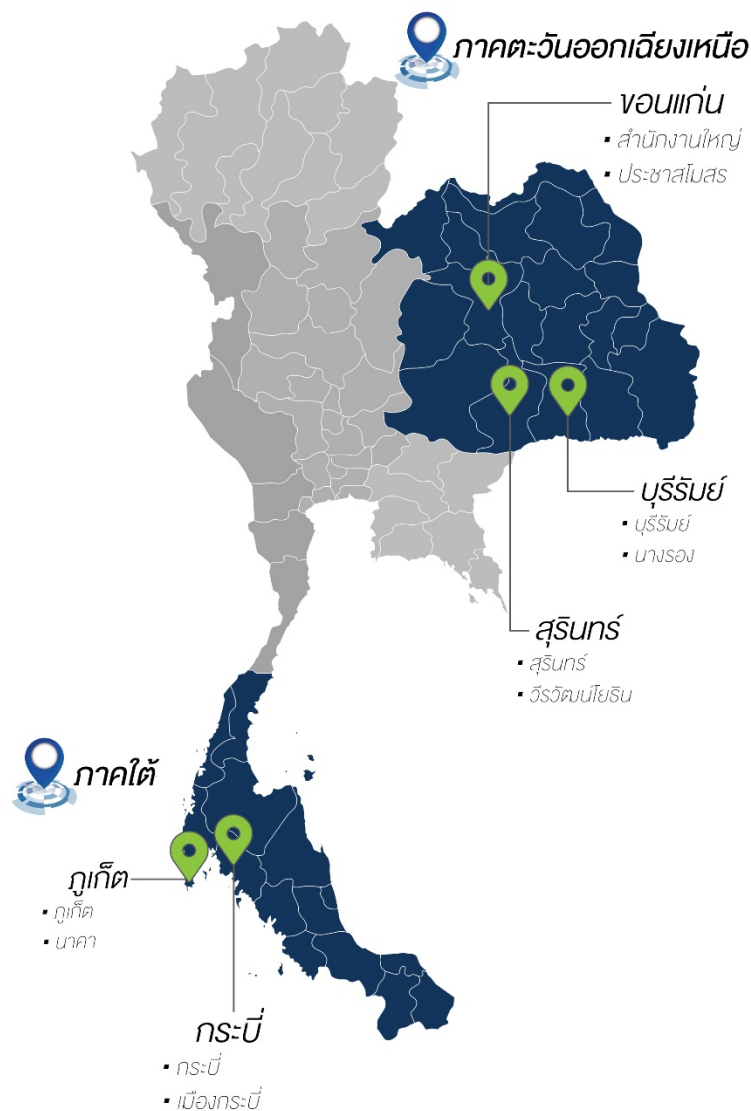 ภาคตะวันออกเฉียงเหนือ
ขอนแก่น
▪ สำนักงานใหญ่
▪ ประชาสโมสร
บุรีรัมย์
▪ บุรีรัมย์
▪ นางรอง
สุรินทร์
▪ สุรินทร์
▪ วีรวัฒน์โยธิน
ภาคใต้
ภูเก็ต
▪ ภูเก็ต
▪ นาคา
กระบี่
▪ กระบี่
▪ เมืองกระบี่